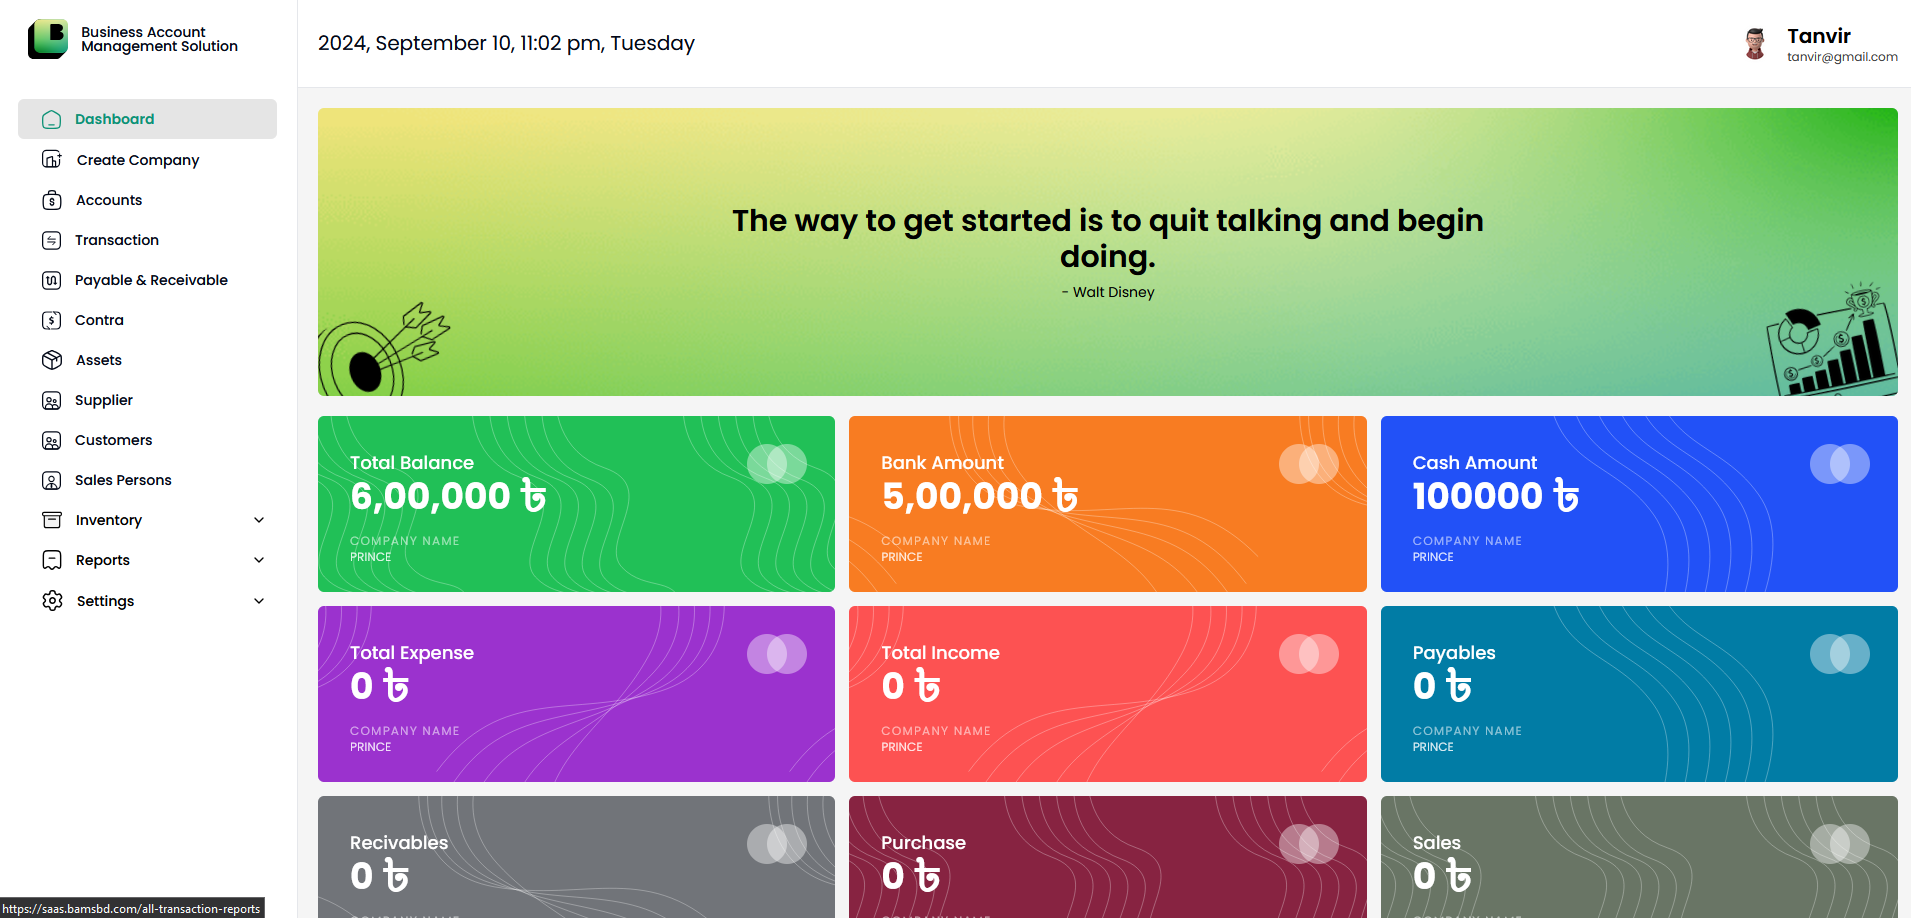 Business Account
Management Solution
2024, September 10, 11:02 pm, Tuesday
Tanvir
tanvir@gmail.com
Dashboard
Create Company
Accounts
Transaction
Payable & Receivable
Contra
Assets
Supplier
Customers
Sales Persons
Inventory
Reports
Settings
The way to get started is to quit talking and begin
doing.
- Walt Disney
Total Balance
6,00,000 ৳
COMPANY NAME
PRINCE
Bank Amount
5,00,000 ৳
COMPANY NAME
PRINCE
Cash Amount
100000 ৳
COMPANY NAME
PRINCE
Total Expense
0 ৳
COMPANY NAME
PRINCE
Total Income
0 ৳
COMPANY NAME
PRINCE
Payables
0 ৳
COMPANY NAME
PRINCE
Recivables
0 ৳
Purchase
0 ৳
Sales
0 ৳
https://saas.bamsbd.com/all-transaction-reports